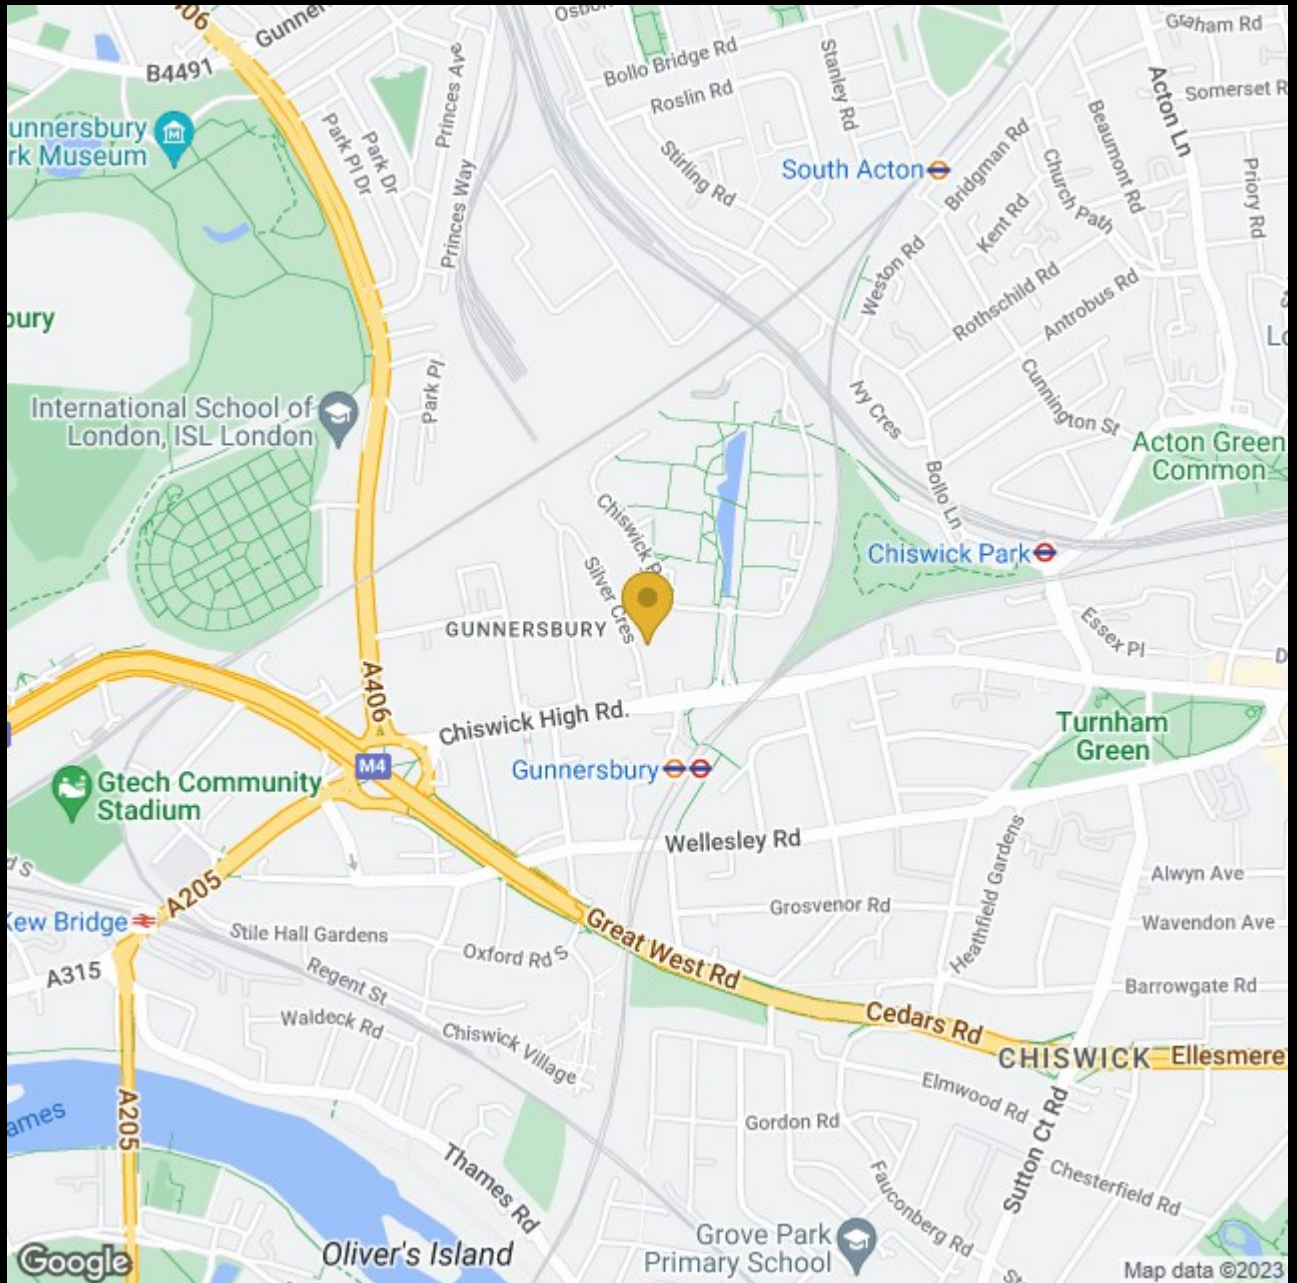 406
Gunner
B4491
Princes Ave
Park Dr
Park Pl Dr
Princes Way
unnersbury
rk Museum
Bollo Bridge Rd
Roslin Rd
Stanley Rd
Stirling Rd
South Acton
Graham Rd
Acton Ln
Somerset R
Beaumont Rd
Bridgman Rd
Church Path
Kent Rd
Priory Rd
Weston Rd
Rothschild Rd
Antrobus Rd
bury
Park Pl
International School of
London, ISL London
Ivy Cres
Cunnington St
Acton Green
Common
Bollo Ln
Chiswick P
Silver Cres
Chiswick Park
GUNNERSBURY
Essex Pl
A406
Chiswick High Rd.
Turnham
Green
M4
Gunnersbury
Gtech Community
Stadium
Wellesley Rd
d S
A205
Heathfield Gardens
Alwyn Ave
Kew Bridge
Stile Hall Gardens
Grosvenor Rd
Wavendon Ave
Oxford Rd S
Great West Rd
A315
Regent St
Barrowgate Rd
Waldeck Rd
Chiswick Village
Cedars Rd
CHISWICK
Ellesmere
Elmwood Rd
ames
A205
Gordon Rd
Sutton Ct Rd
Thames Rd
Chesterfield Rd
Fauconberg Rd
Grove Park
Primary School
Oliver's Island
Google
St
Map data ©2023